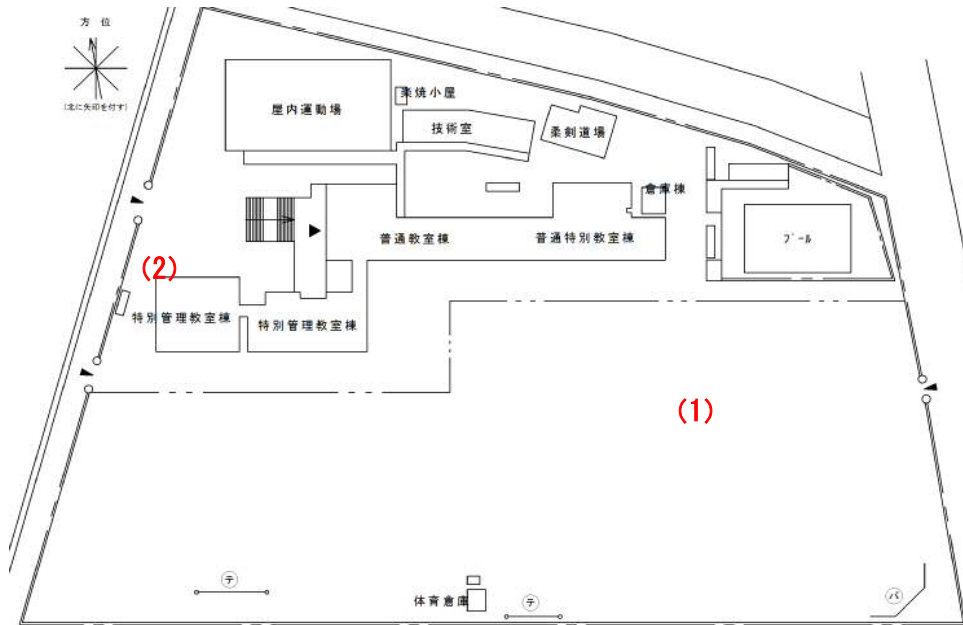 方 位
(北に矢印を付す)
屋内運動場
柔焼小屋
技術室
柔剣道場
倉庫棟
普通教室棟
普通特別教室棟
プール
(2)
特別管理教室棟
特別管理教室棟
(1)
テ
体育倉庫
テ
バ